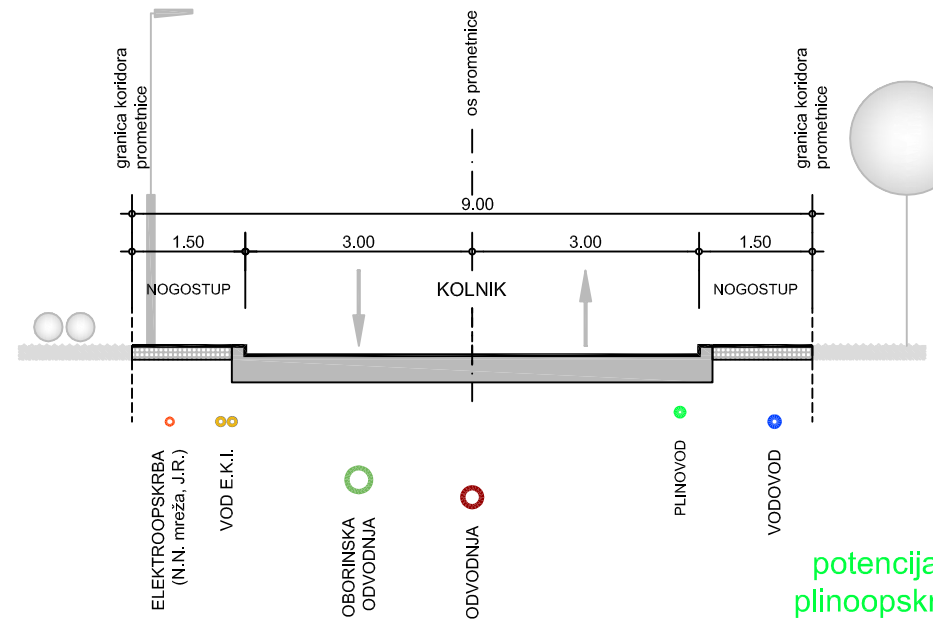 granica koridora
prometnice
os prometnice
granica koridora
prometnice
9.00
1.50
3.00
3.00
1.50
NOGOSTUP
KOLNIK
NOGOSTUP
ELEKTROOPSKRBA
(N.N. mreža, J.R.)
VOD E.K.I.
OBORINSKA
ODVODNJA
ODVODNJA
PLINOVOD
VODOVOD
potencija
plinoopsk